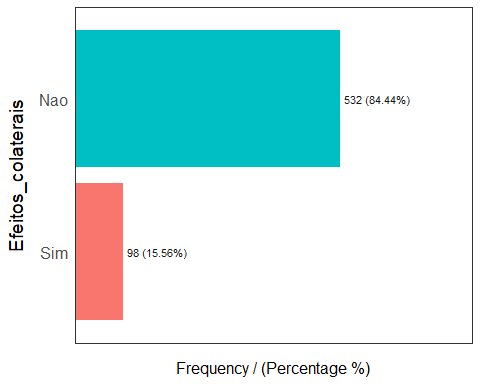 Efeitos_colaterais
Nao
532 (84.44%)
Sim
98 (15.56%)
Frequency / (Percentage %)